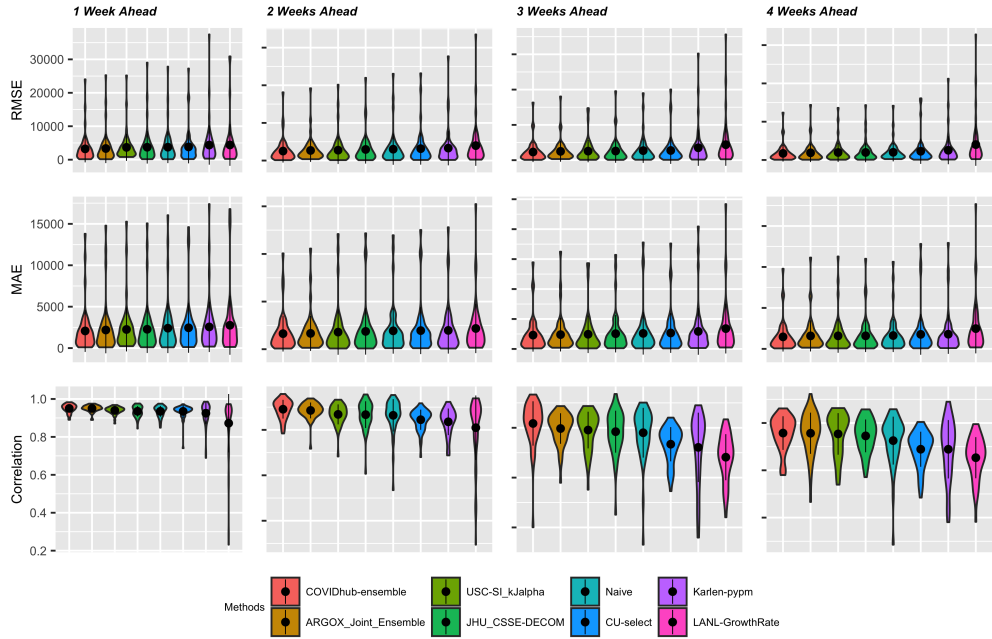 1 Week Ahead
2 Weeks Ahead
3 Weeks Ahead
4 Weeks Ahead
RMSE
30000
20000
10000
0
MAE
15000
10000
5000
0
Correlation
1.0
0.8
0.6
0.4
0.2
Methods
COVIDhub-ensemble
USC-SI_kJalpha
Naive
Karlen-pypm
ARGOX_Joint_Ensemble
JHU_CSSE-DECOM
CU-select
LANL-GrowthRate